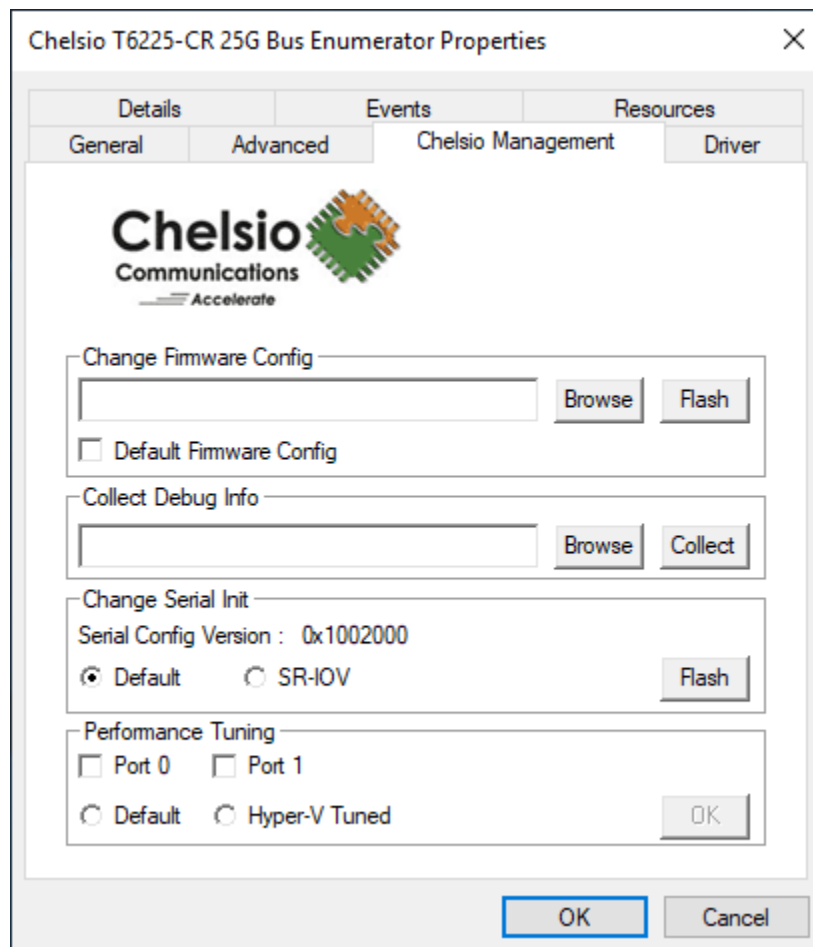 Chelsio T6225-CR 25G Bus Enumerator Properties
Details Events Resources
General Advanced Chelsio Management Driver
Chelsio
Communications
Accelerate
Change Firmware Config
Browse Flash
Default Firmware Config
Collect Debug Info
Browse Collect
Change Serial Init
Serial Config Version : 0x1002000
Default SR-IOV Flash
Performance Tuning
Port 0 Port 1
Default Hyper-V Tuned OK
OK Cancel